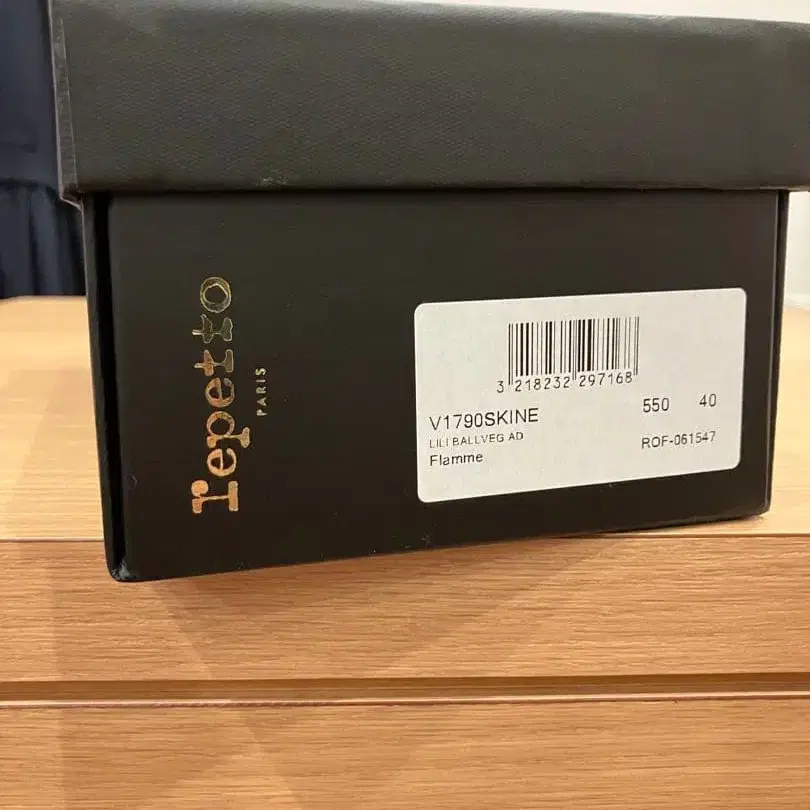 repetto
PARIS
3 218232 297168
V1790SKINE 550 40
LILI BALLVEG AD ROF-061547
Flamme